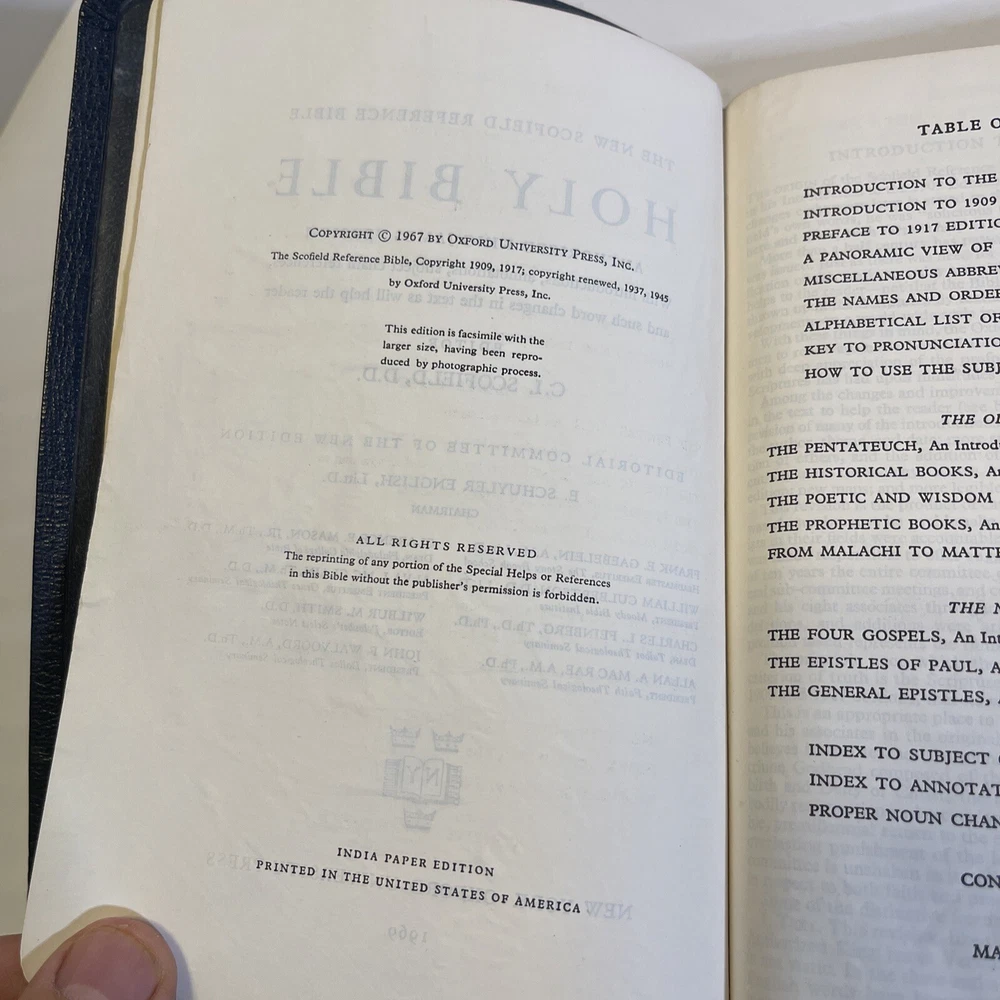 COPYRIGHT © 1967 BY OXFORD UNIVERSITY PRESS, INC.
The Scofield Reference Bible, Copyright 1909, 1917; copyright renewed, 1937, 1945
by Oxford University Press, Inc.
This edition is facsimile with the
larger size, having been repro-
duced by photographic process.
ALL RIGHTS RESERVED
The reprinting of any portion of the Special Helps or References
in this Bible without the publisher's permission is forbidden.
INDIA PAPER EDITION
PRINTED IN THE UNITED STATES OF AMERICA
TABLE O
INTRODUCTION TO THE
INTRODUCTION TO 1909
PREFACE TO 1917 EDITIO
A PANORAMIC VIEW OF
MISCELLANEOUS ABBREV
THE NAMES AND ORDER
ALPHABETICAL LIST OF
KEY TO PRONUNCIATIO
HOW TO USE THE SUBJ
THE OL
THE PENTATEUCH, An Introdu
THE HISTORICAL BOOKS, An
THE POETIC AND WISDOM
THE PROPHETIC BOOKS, An
FROM MALACHI TO MATT
THE N
THE FOUR GOSPELS, An Int
THE EPISTLES OF PAUL, A
THE GENERAL EPISTLES,
INDEX TO SUBJECT
INDEX TO ANNOTAT
PROPER NOUN CHAN
CON
MA